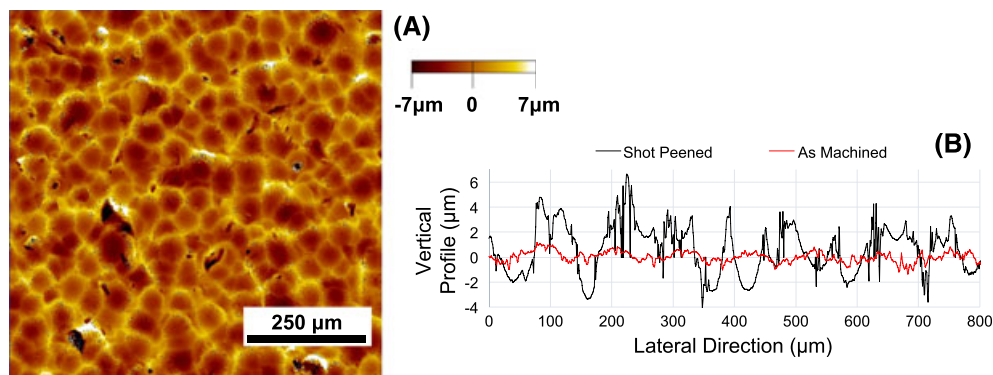 (A)
-7µm 0 7µm
250 µm
(B)
Shot Peened As Machined
Vertical
Profile (µm)
6
4
2
0
-2
-4
0 100 200 300 400 500 600 700 800
Lateral Direction (µm)